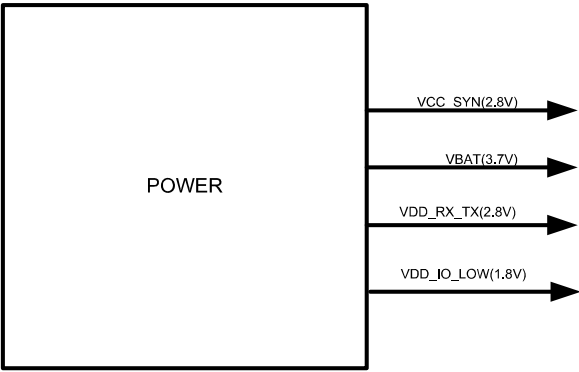 VCC_SYN(2.8V)
VBAT(3.7V)
POWER
VDD_RX_TX(2.8V)
VDD_IO_LOW(1.8V)